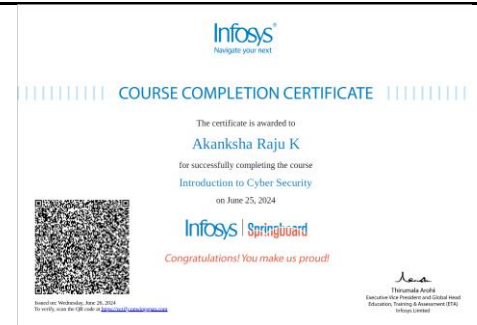 Infosys
Navigate your next
COURSE COMPLETION CERTIFICATE
The certificate is awarded to
Akanksha Raju K
for successfully completing the course
Introduction to Cyber Security
on June 25, 2024
Infosys | Springboard
Congratulations! You make us proud!
Issued on: Wednesday, June 26, 2024
To verify, scan the QR code at
Thirumala Arohi
Executive Vice President and Global Head
Education, Training & Assessment (ETA)
Infosys Limited